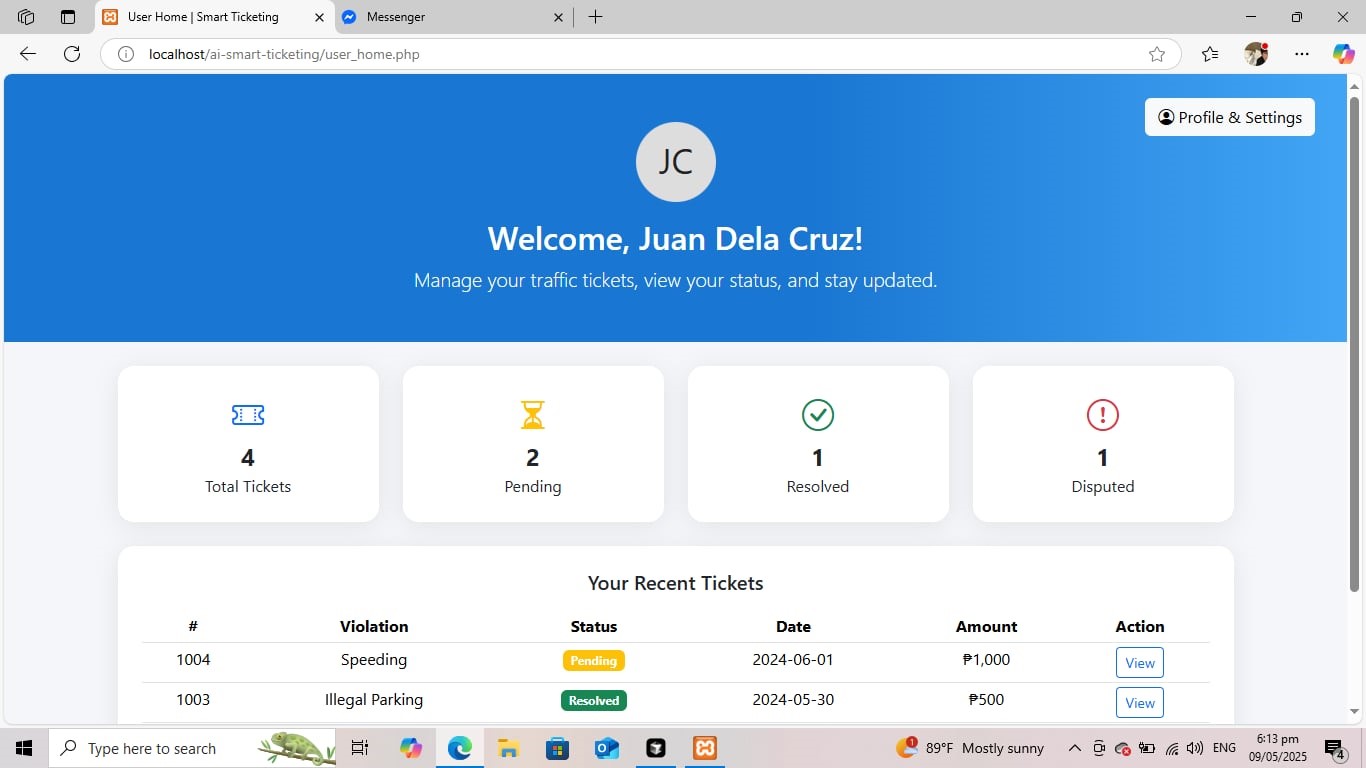 User Home | Smart Ticketing
Messenger
localhost/ai-smart-ticketing/user_home.php
Profile & Settings
JC
Welcome, Juan Dela Cruz!
Manage your traffic tickets, view your status, and stay updated.
4 2 1 1
Total Tickets Pending Resolved Disputed
Your Recent Tickets
# Violation Status Date Amount Action
1004 Speeding Pending 2024-06-01 ₱1,000 View
1003 Illegal Parking Resolved 2024-05-30 ₱500 View
Type here to search
1
89°F Mostly sunny
ENG
6:13 pm
09/05/2025
4